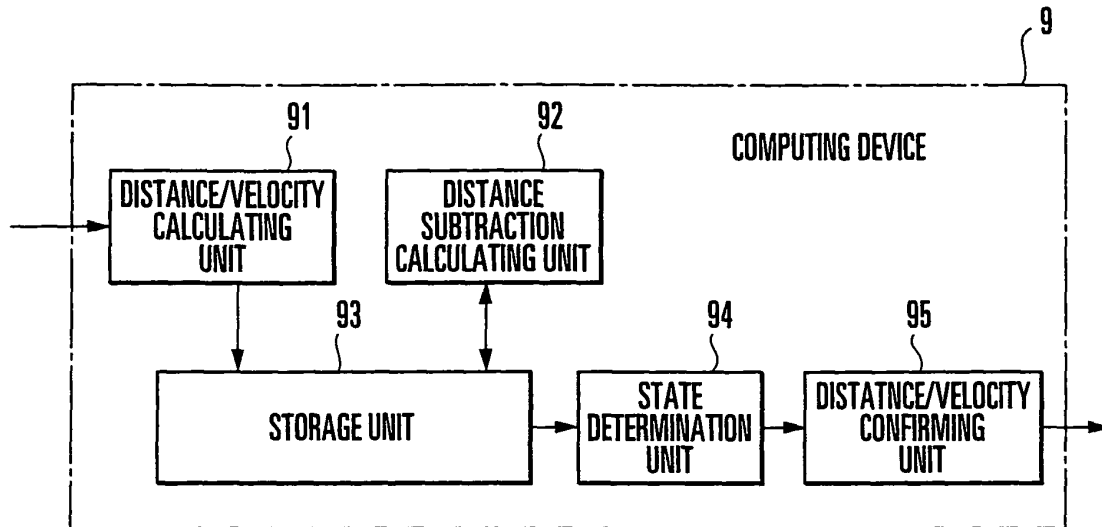 9
91
92
COMPUTING DEVICE
DISTANCE/VELOCITY
CALCULATING
UNIT
DISTANCE
SUBTRACTION
CALCULATING UNIT
93
94
95
STORAGE UNIT
STATE
DETERMINATION
UNIT
DISTATNCE/VELOCITY
CONFIRMING
UNIT